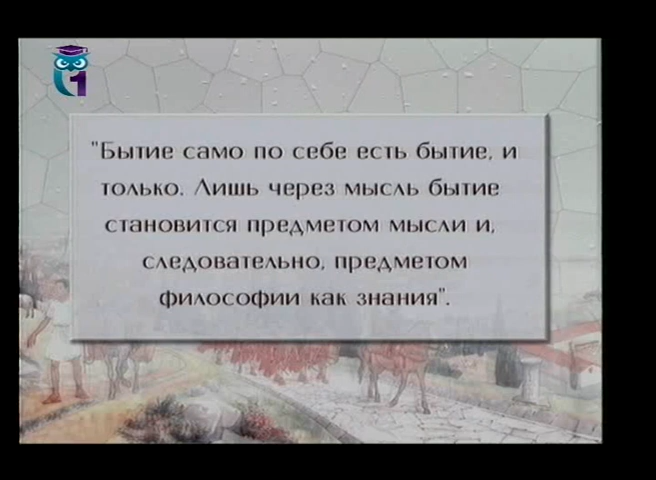 1
"Бытие само по себе есть бытие, и
только. Лишь через мысль бытие
становится предметом мысли и,
следовательно, предметом
философии как знания".